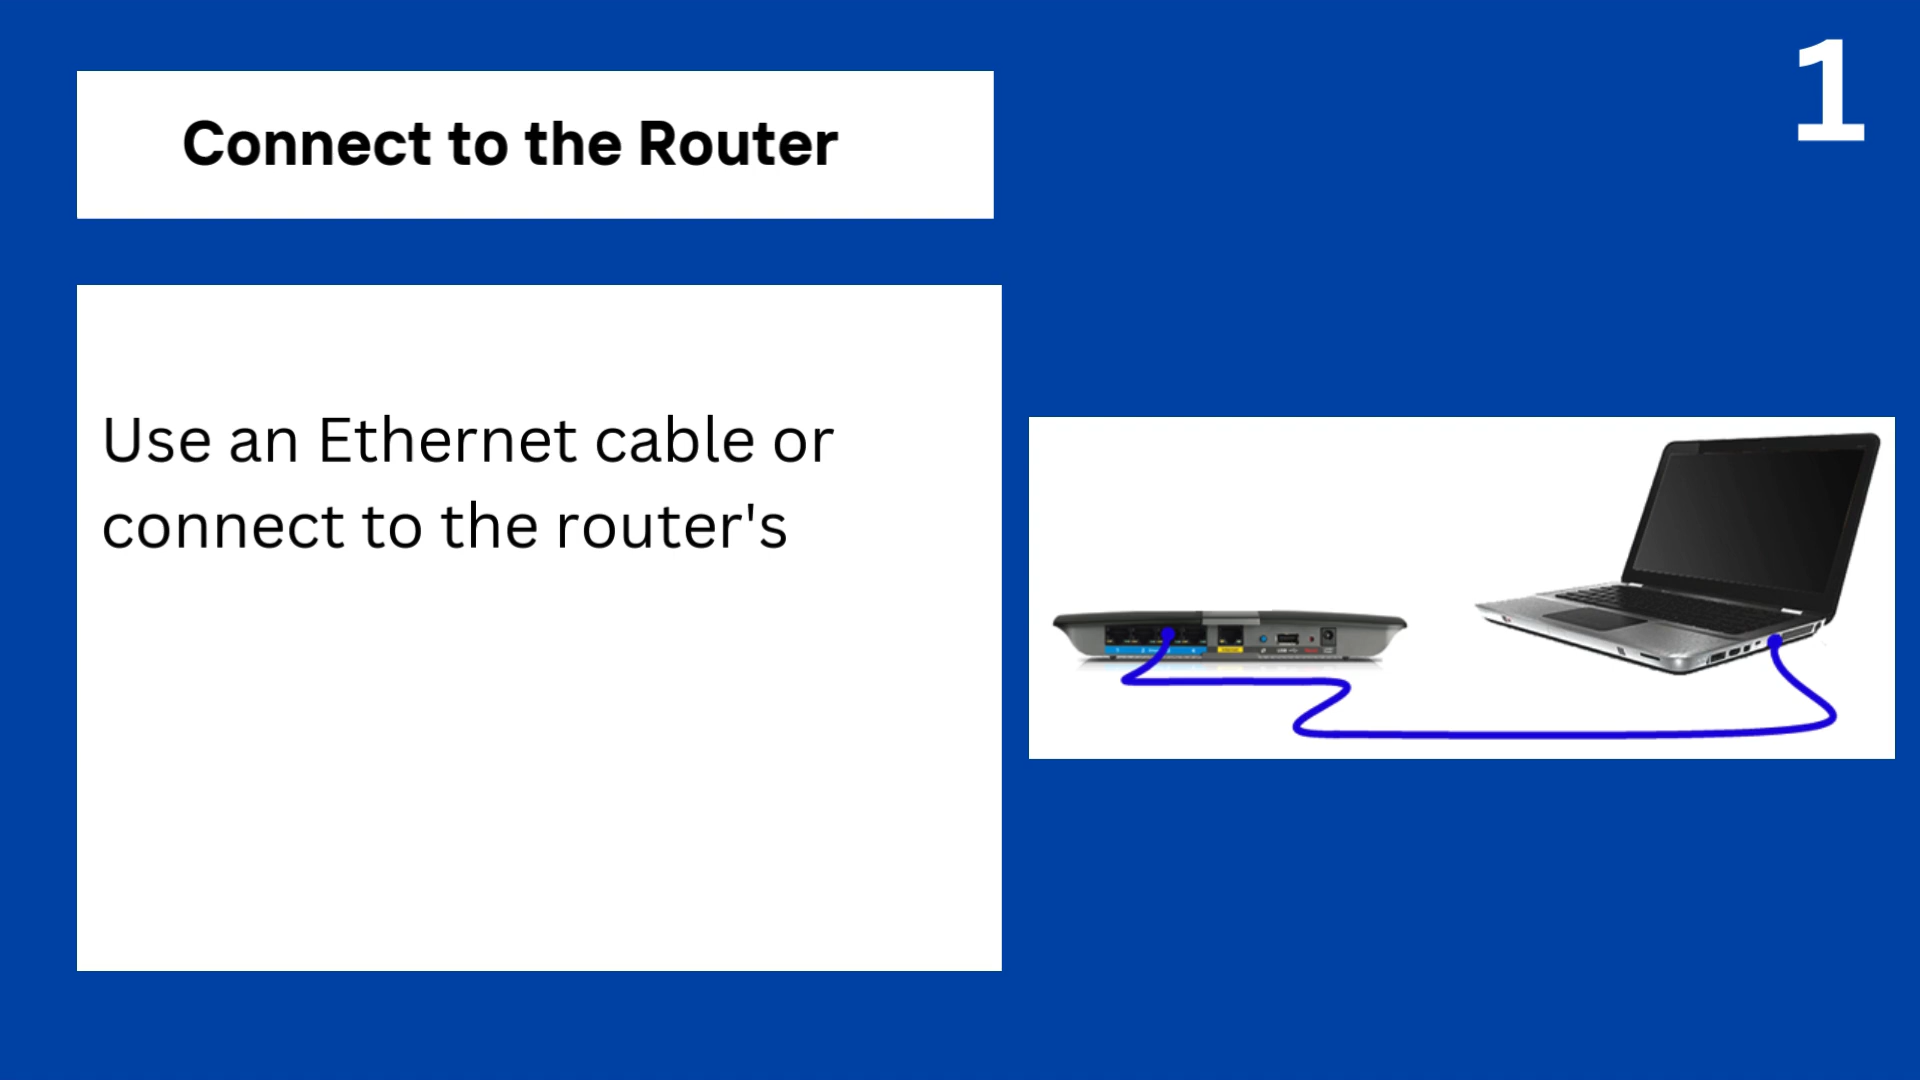 1
Connect to the Router
Use an Ethernet cable or
connect to the router's